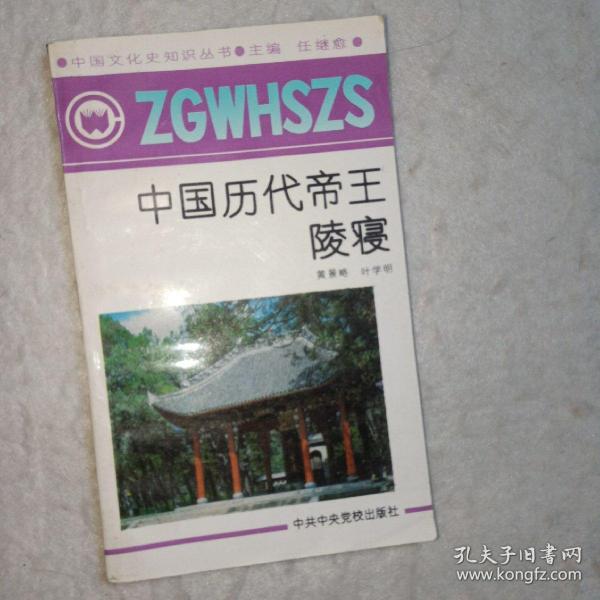 ●中国文化史知识丛书●主编 任继愈●
ZGWHSZS
中国历代帝王
陵寝
黄景略 叶学明
中共中央党校出版社
孔夫子旧书网
www.kongfz.com